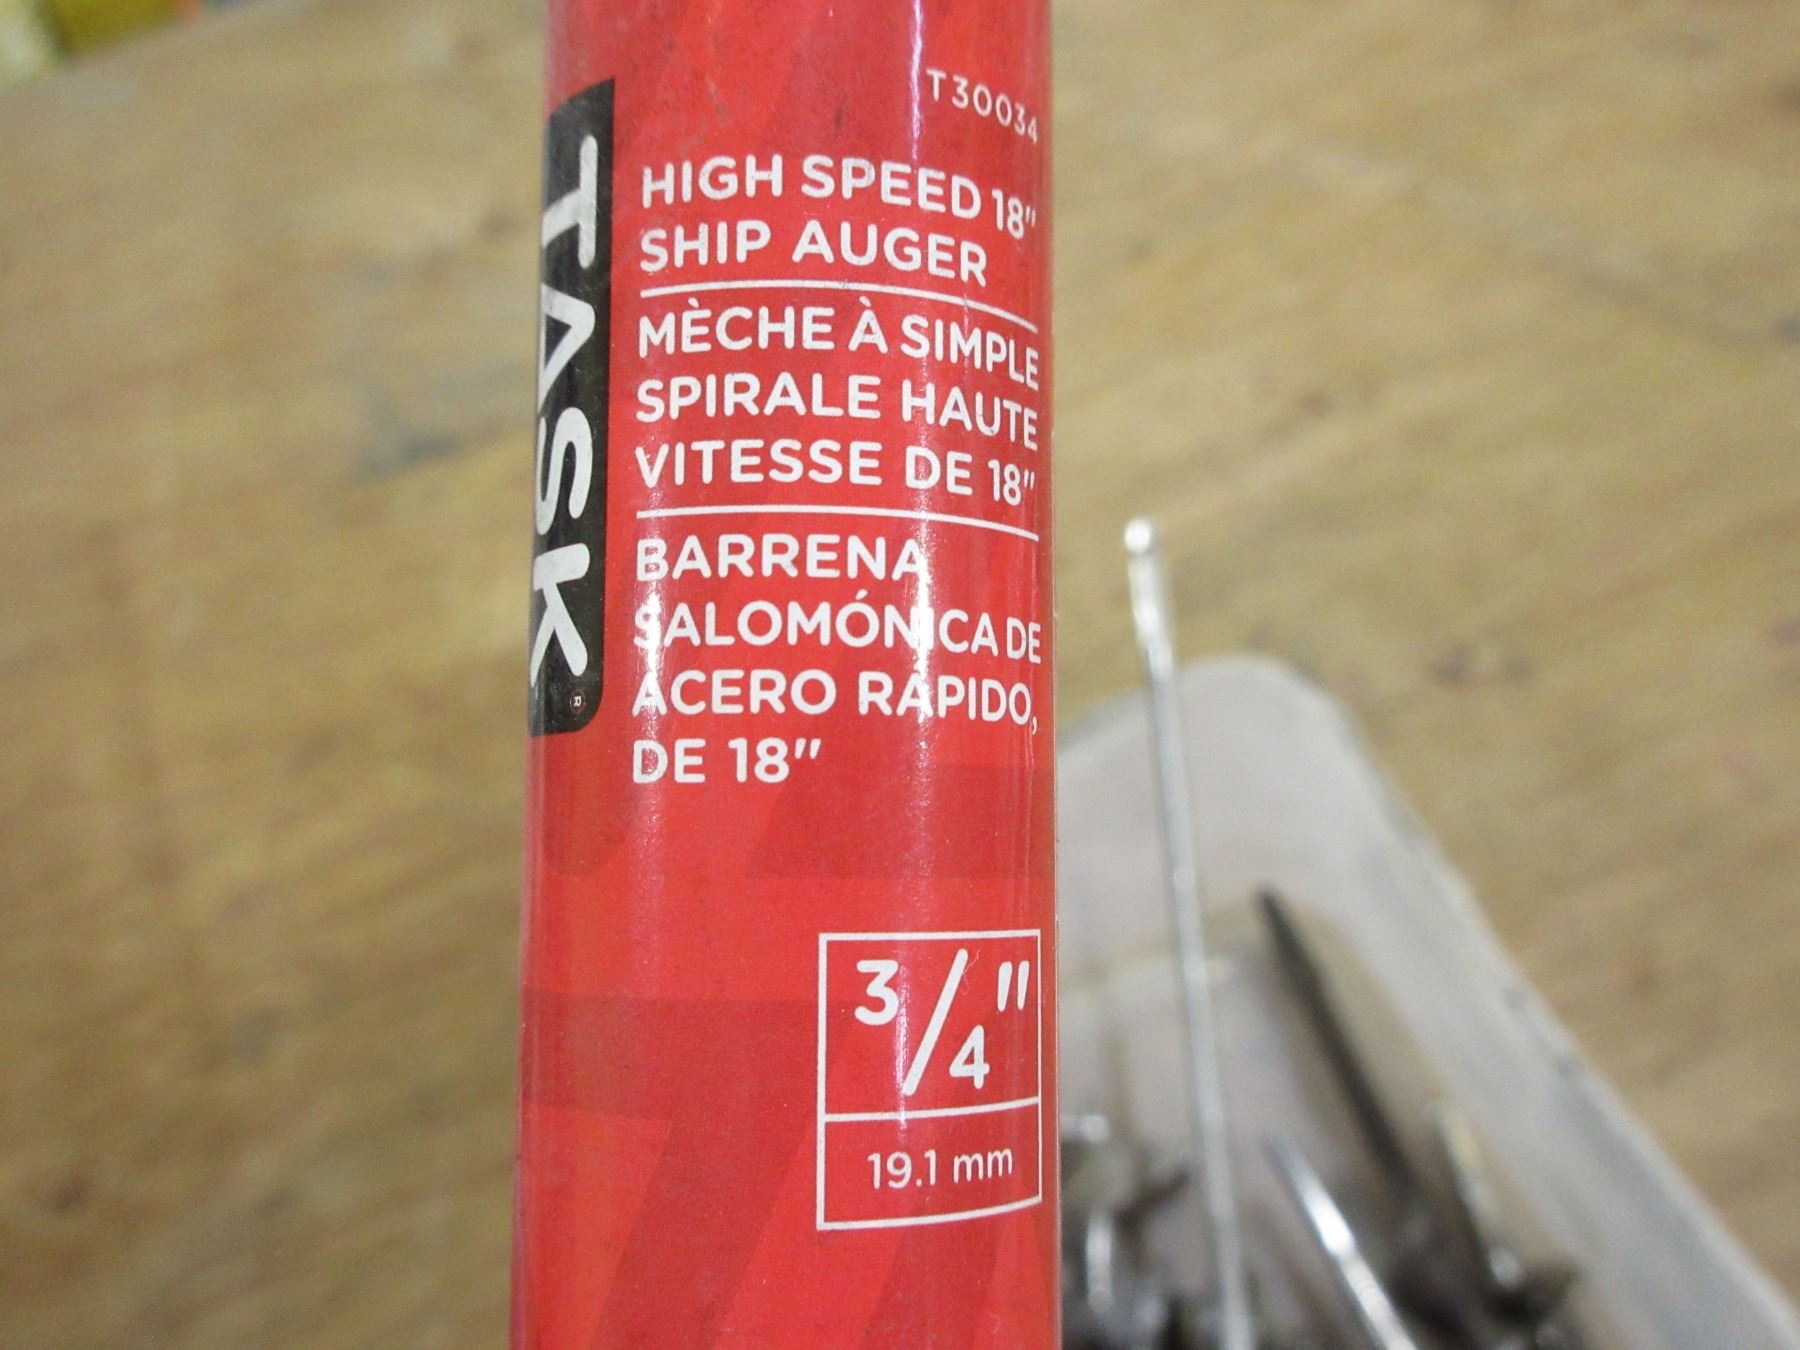 T30034
TASK®
HIGH SPEED 18"
SHIP AUGER
MÈCHE À SIMPLE
SPIRALE HAUTE
VITESSE DE 18"
BARRENA
SALOMÓNICA DE
ACERO RÁPIDO,
DE 18"
3/4"
19.1 mm